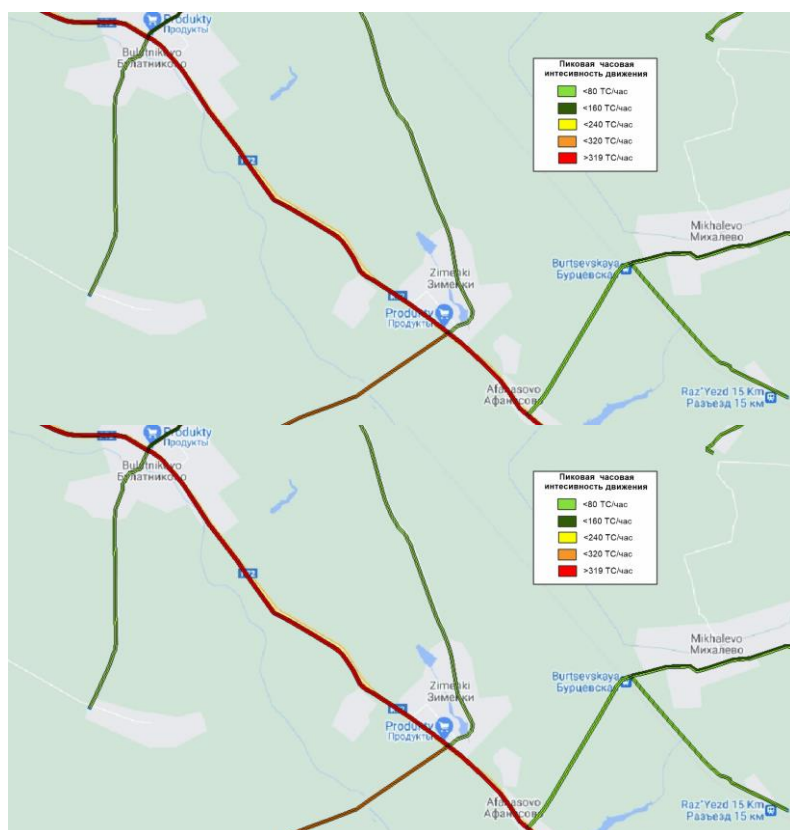 Produkty
Продукты
Bulatnikovo
Булатниково
Пиковая часовая
интесивность движения
<80 ТС/час
<160 ТС/час
<240 ТС/час
<320 ТС/час
>319 ТС/час
Mikhalevo
Михалево
Burtsevskaya
Бурцевска
Zimenki
Зименки
Produkty
Продукты
Afanasovo
Афанасово
Raz"Yezd 15 Km
Разъезд 15 км
Produkty
Продукты
Bulatnikovo
Булатниково
Пиковая часовая
интесивность движения
<80 ТС/час
<160 ТС/час
<240 ТС/час
<320 ТС/час
>319 ТС/час
Mikhalevo
Михалево
Burtsevskaya
Бурцевска
Zimenki
Зименки
Produkty
Продукты
Afanasovo
Афанасово
Raz"Yezd 15 Km
Разъезд 15 км